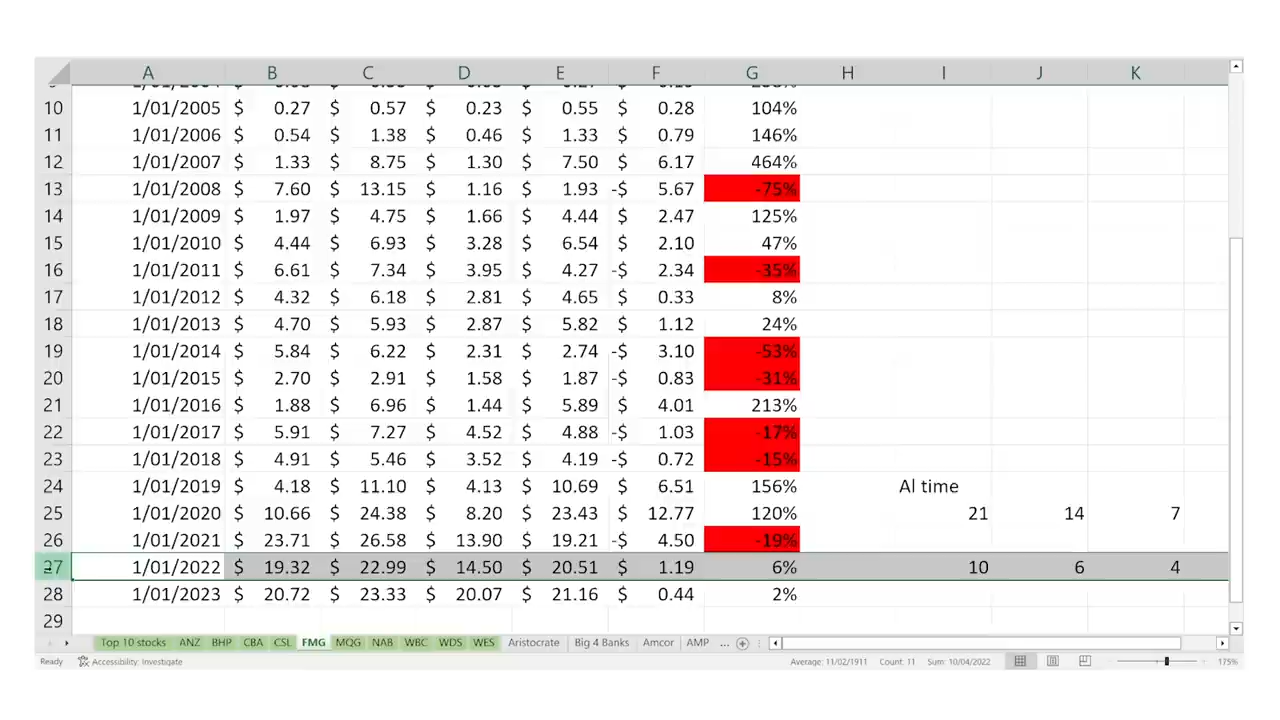 A B C D E F G H I J K
10 1/01/2005 $ 0.27 $ 0.57 $ 0.23 $ 0.55 $ 0.28 104%
11 1/01/2006 $ 0.54 $ 1.38 $ 0.46 $ 1.33 $ 0.79 146%
12 1/01/2007 $ 1.33 $ 8.75 $ 1.30 $ 7.50 $ 6.17 464%
13 1/01/2008 $ 7.60 $ 13.15 $ 1.16 $ 1.93 -$ 5.67 -75%
14 1/01/2009 $ 1.97 $ 4.75 $ 1.66 $ 4.44 $ 2.47 125%
15 1/01/2010 $ 4.44 $ 6.93 $ 3.28 $ 6.54 $ 2.10 47%
16 1/01/2011 $ 6.61 $ 7.34 $ 3.95 $ 4.27 -$ 2.34 -35%
17 1/01/2012 $ 4.32 $ 6.18 $ 2.81 $ 4.65 $ 0.33 8%
18 1/01/2013 $ 4.70 $ 5.93 $ 2.87 $ 5.82 $ 1.12 24%
19 1/01/2014 $ 5.84 $ 6.22 $ 2.31 $ 2.74 -$ 3.10 -53%
20 1/01/2015 $ 2.70 $ 2.91 $ 1.58 $ 1.87 -$ 0.83 -31%
21 1/01/2016 $ 1.88 $ 6.96 $ 1.44 $ 5.89 $ 4.01 213%
22 1/01/2017 $ 5.91 $ 7.27 $ 4.52 $ 4.88 -$ 1.03 -17%
23 1/01/2018 $ 4.91 $ 5.46 $ 3.52 $ 4.19 -$ 0.72 -15%
24 1/01/2019 $ 4.18 $ 11.10 $ 4.13 $ 10.69 $ 6.51 156% Al time
25 1/01/2020 $ 10.66 $ 24.38 $ 8.20 $ 23.43 $ 12.77 120% 21 14 7
26 1/01/2021 $ 23.71 $ 26.58 $ 13.90 $ 19.21 -$ 4.50 -19%
27 1/01/2022 $ 19.32 $ 22.99 $ 14.50 $ 20.51 $ 1.19 6% 10 6 4
28 1/01/2023 $ 20.72 $ 23.33 $ 20.07 $ 21.16 $ 0.44 2%
29
Top 10 stocks ANZ BHP CBA CSL FMG MQG NAB WBC WDS WES Aristocrate Big 4 Banks Amcor AMP ...
Ready Accessibility: Investigate Average: 11/02/1911 Count: 11 Sum: 10/04/2022 175%